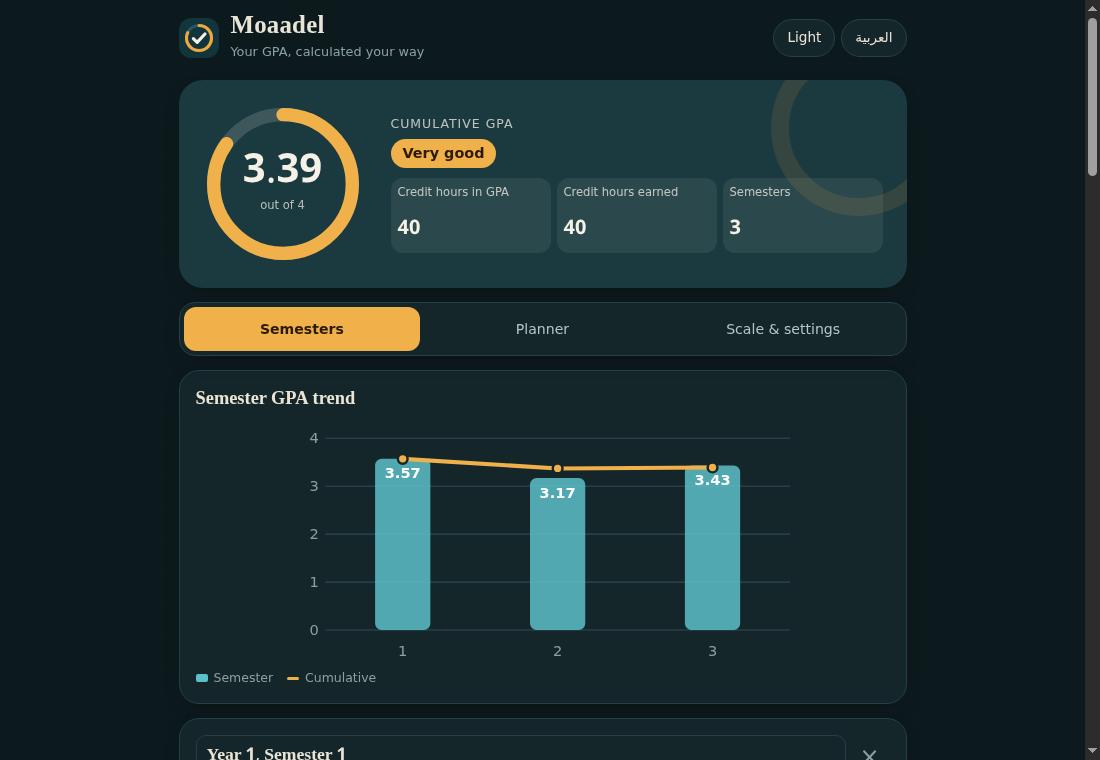 Moaadel
Your GPA, calculated your way
Light
العربية
3.39
out of 4
CUMULATIVE GPA
Very good
Credit hours in GPA
40
Credit hours earned
40
Semesters
3
Semesters
Planner
Scale & settings
Semester GPA trend
4
3
2
1
0
3.57
3.17
3.43
1
2
3
Semester
Cumulative
Year 1, Semester 1